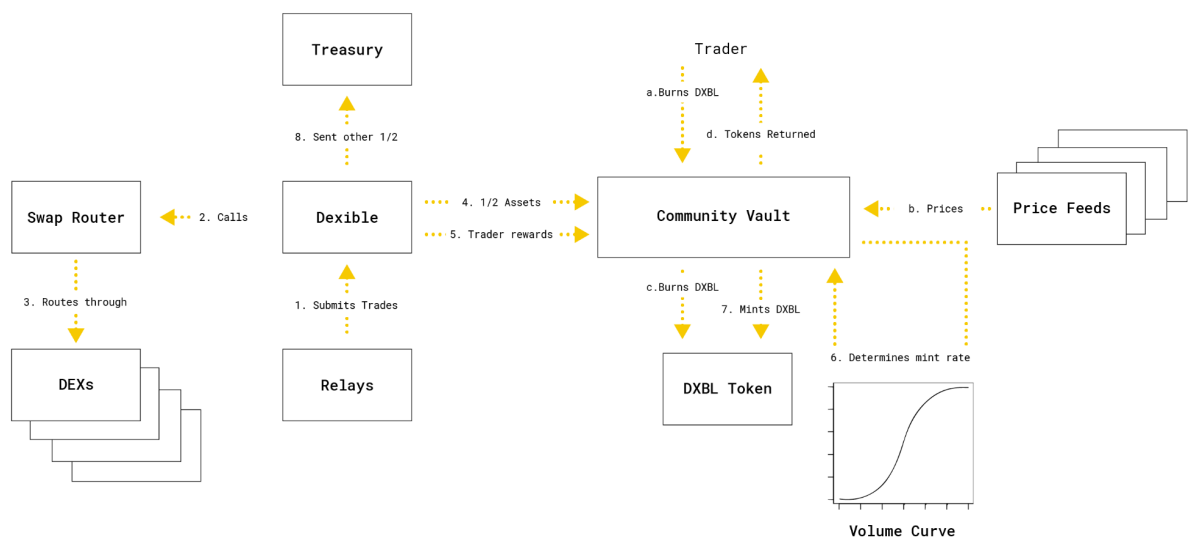 Treasury
Trader
a.Burns DXBL
8. Sent other 1/2
d. Tokens Returned
Swap Router
2. Calls
Dexible
4. 1/2 Assets
5. Trader rewards
Community Vault
b. Prices
Price Feeds
3. Routes through
1. Submits Trades
c.Burns DXBL
7. Mints DXBL
6. Determines mint rate
DEXs
Relays
DXBL Token
Volume Curve